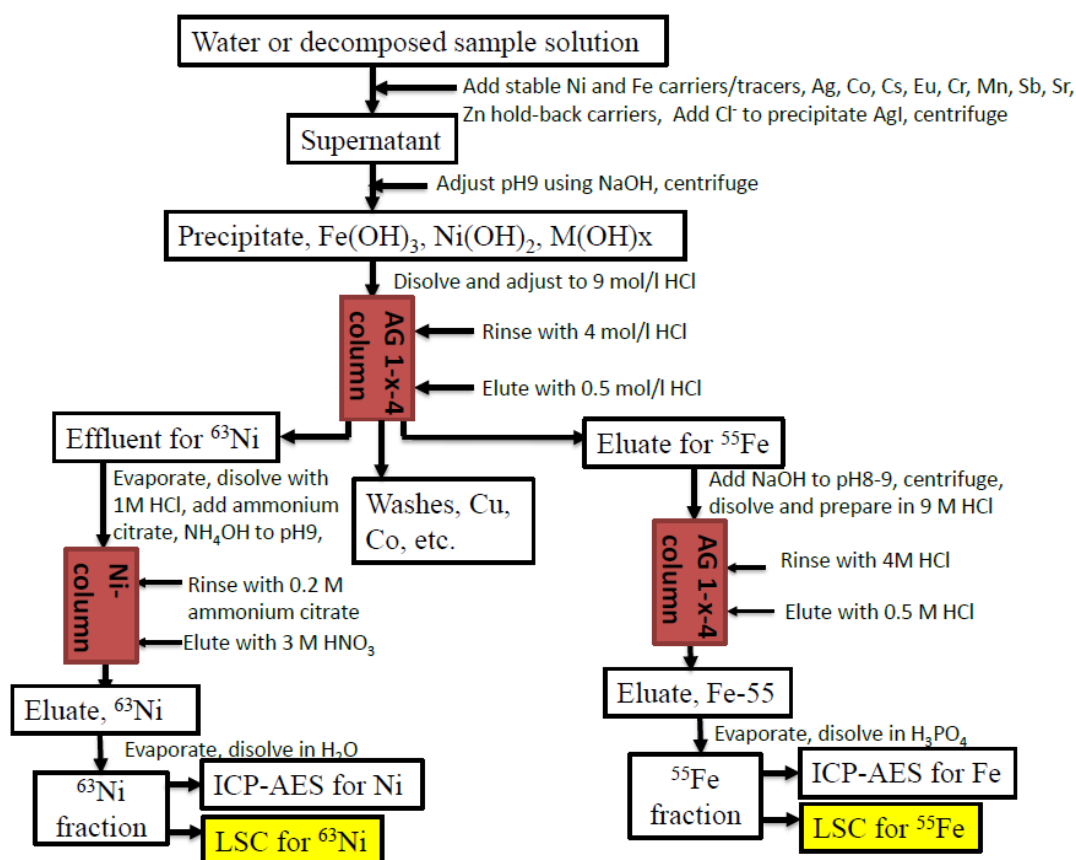 Water or decomposed sample solution
Add stable Ni and Fe carriers/tracers, Ag, Co, Cs, Eu, Cr, Mn, Sb, Sr,
Zn hold-back carriers, Add Cl⁻ to precipitate AgI, centrifuge
Supernatant
Adjust pH9 using NaOH, centrifuge
Precipitate, Fe(OH)₃, Ni(OH)₂, M(OH)x
Disolve and adjust to 9 mol/l HCl
AG 1-x-4
column
Rinse with 4 mol/l HCl
Elute with 0.5 mol/l HCl
Effluent for ⁶³Ni
Washes, Cu,
Co, etc.
Eluate for ⁵⁵Fe
Evaporate, disolve with
1M HCl, add ammonium
citrate, NH₄OH to pH9,
Ni-
column
Rinse with 0.2 M
ammonium citrate
Elute with 3 M HNO₃
Eluate, ⁶³Ni
Evaporate, disolve in H₂O
⁶³Ni
fraction
ICP-AES for Ni
LSC for ⁶³Ni
Add NaOH to pH8-9, centrifuge,
disolve and prepare in 9 M HCl
AG 1-x-4
column
Rinse with 4M HCl
Elute with 0.5 M HCl
Eluate, Fe-55
Evaporate, disolve in H₃PO₄
⁵⁵Fe
fraction
ICP-AES for Fe
LSC for ⁵⁵Fe